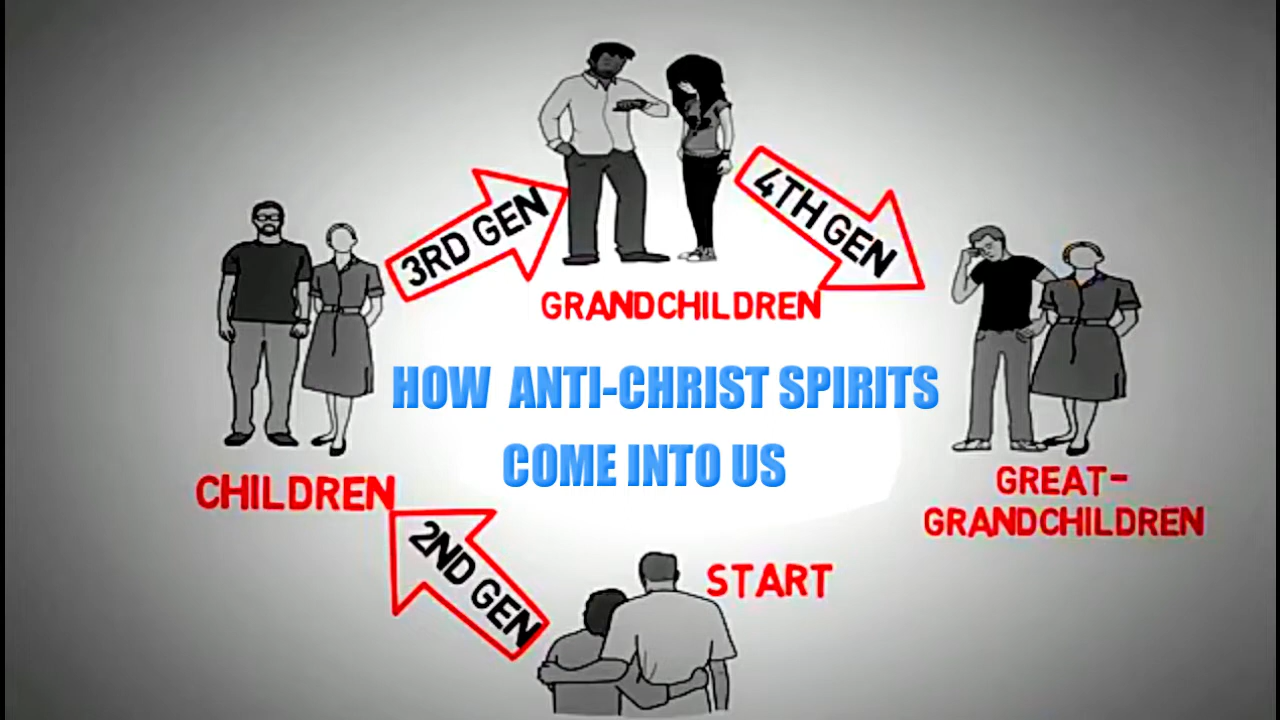 3RD GEN
4TH GEN
GRANDCHILDREN
HOW ANTI-CHRIST SPIRITS
COME INTO US
CHILDREN
GREAT-
GRANDCHILDREN
2ND GEN
START